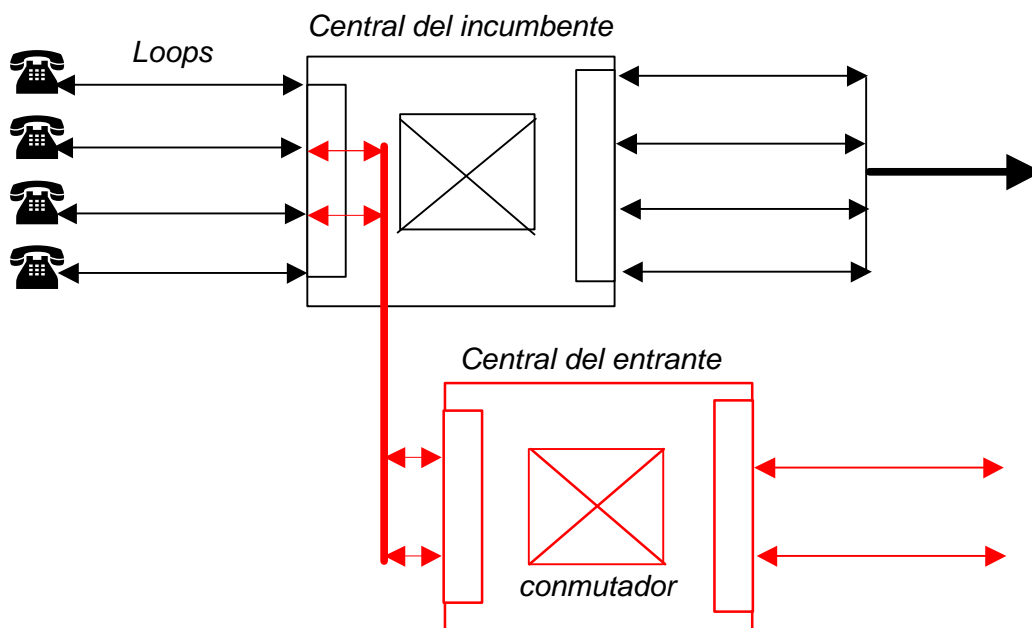 Central del incumbente
Loops
Central del entrante
conmutador